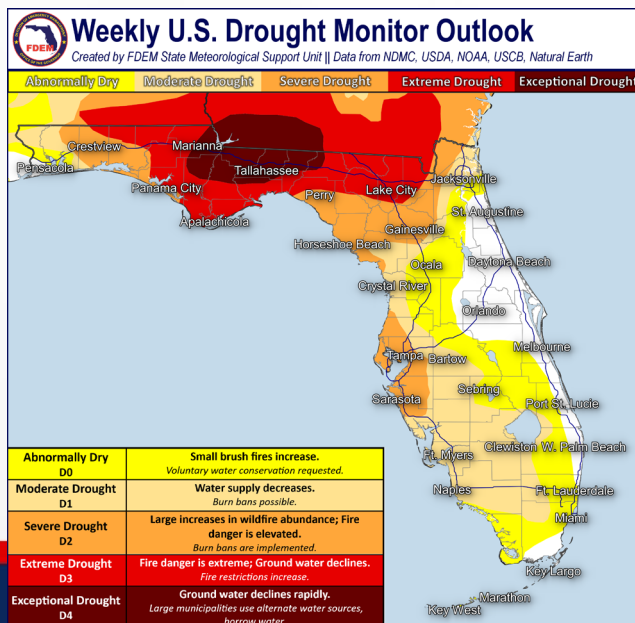 Weekly U.S. Drought Monitor Outlook
Created by FDEM State Meteorological Support Unit || Data from NDMC, USDA, NOAA, USCB, Natural Earth
FDEM
Abnormally Dry Moderate Drought Severe Drought Extreme Drought Exceptional Drought
Crestview
Marianna
Pensacola
Tallahassee
Panama City
Perry
Lake City
Jacksonville
Apalachicola
St. Augustine
Gainesville
Horseshoe Beach
Ocala
Daytona Beach
Crystal River
Orlando
Melbourne
Tampa
Bartow
Sebring
Sarasota
Port St. Lucie
Ft. Myers
Clewiston
W. Palm Beach
Naples
Ft. Lauderdale
Miami
Key Largo
Marathon
Key West
Abnormally Dry
D0
Small brush fires increase.
Voluntary water conservation requested.
Moderate Drought
D1
Water supply decreases.
Burn bans possible.
Severe Drought
D2
Large increases in wildfire abundance; Fire
danger is elevated.
Burn bans are implemented.
Extreme Drought
D3
Fire danger is extreme; Ground water declines.
Fire restrictions increase.
Exceptional Drought
D4
Ground water declines rapidly.
Large municipalities use alternate water sources,
borrow water